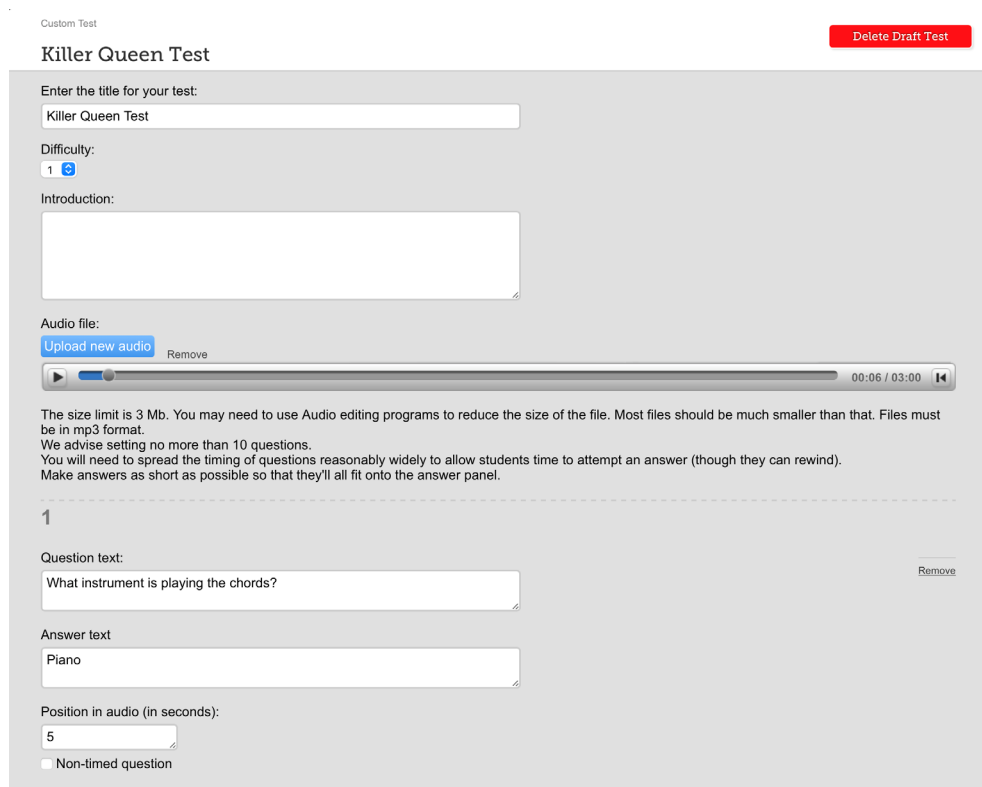 Custom Test
Delete Draft Test
Killer Queen Test
Enter the title for your test:
Killer Queen Test
Difficulty:
1
Introduction:
Audio file:
Upload new audio
Remove
00:06 / 03:00
The size limit is 3 Mb. You may need to use Audio editing programs to reduce the size of the file. Most files should be much smaller than that. Files must
be in mp3 format.
We advise setting no more than 10 questions.
You will need to spread the timing of questions reasonably widely to allow students time to attempt an answer (though they can rewind).
Make answers as short as possible so that they'll all fit onto the answer panel.
1
Question text:
Remove
What instrument is playing the chords?
Answer text
Piano
Position in audio (in seconds):
5
Non-timed question